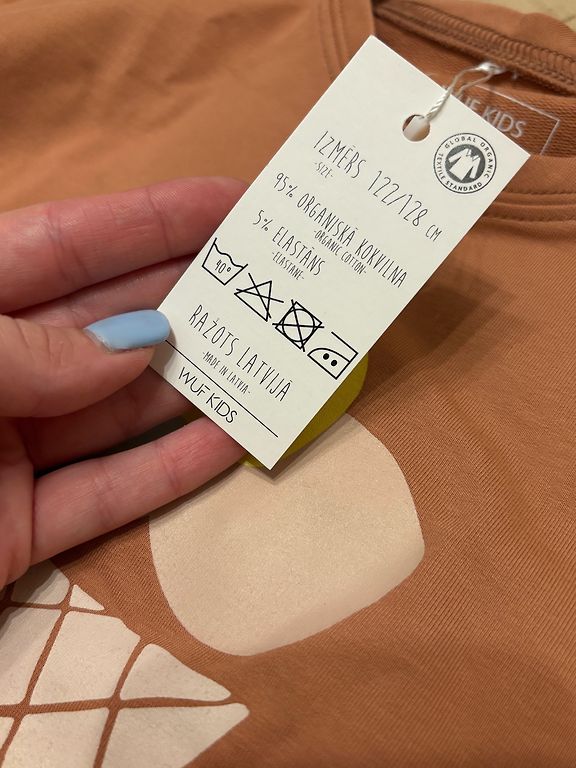 WUF KIDS
GLOBAL ORGANIC
TEXTILE STANDARD
IZMĒRS 122/128 CM
-SIZE-
95% ORGANISKĀ KOKVILNA
-ORGANIC COTTON-
5% ELASTĀNS
-ELASTANE-
40°
RAŽOTS LATVIJĀ
-MADE IN LATVIA-
WUF KIDS